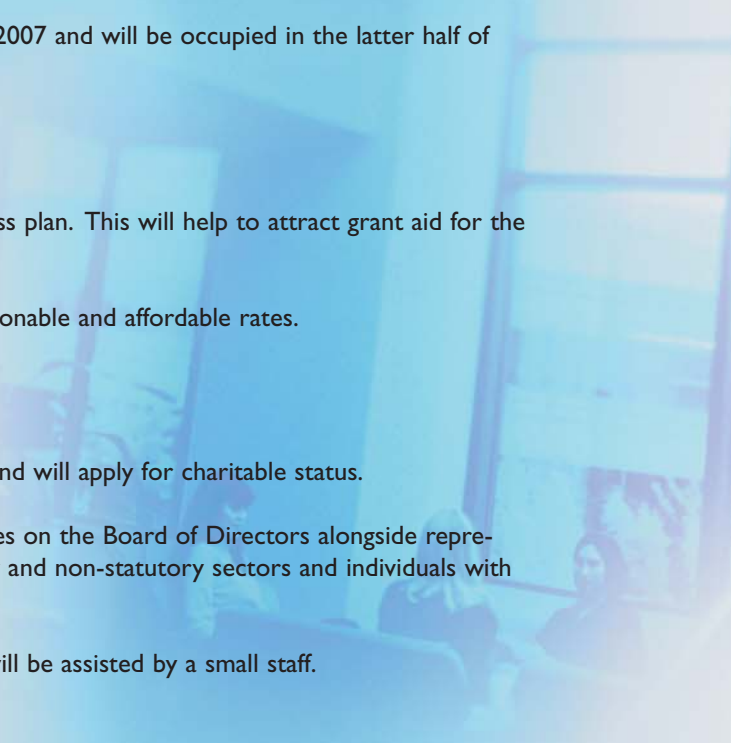 2007 and will be occupied in the latter half of
ss plan. This will help to attract grant aid for the
onable and affordable rates.
nd will apply for charitable status.
es on the Board of Directors alongside repre-
and non-statutory sectors and individuals with
ill be assisted by a small staff.